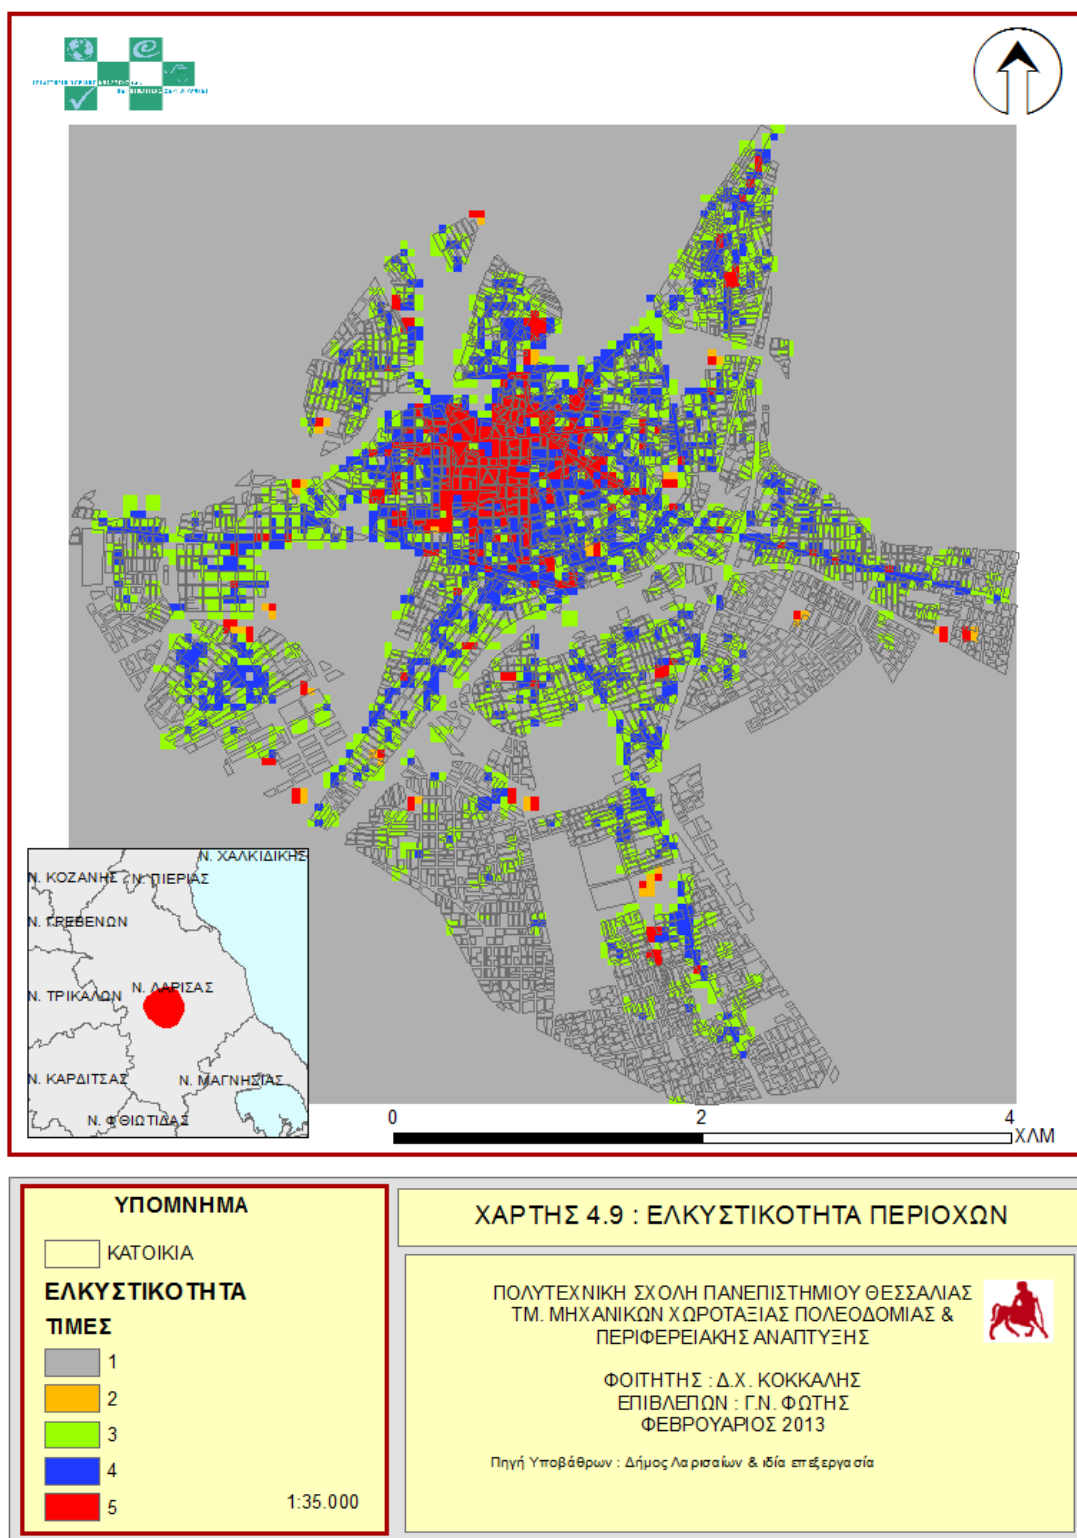 Ν. ΧΑΛΚΙΔΙΚΗΣ
Ν. ΚΟΖΑΝΗΣ
Ν. ΠΙΕΡΙΑΣ
Ν. ΓΡΕΒΕΝΩΝ
Ν. ΛΑΡΙΣΑΣ
Ν. ΤΡΙΚΑΛΩΝ
Ν. ΚΑΡΔΙΤΣΑΣ
Ν. ΜΑΓΝΗΣΙΑΣ
Ν. ΦΘΙΩΤΙΔΑΣ
0 2 4
ΧΛΜ
ΥΠΟΜΝΗΜΑ
ΚΑΤΟΙΚΙΑ
ΕΛΚΥΣΤΙΚΟΤΗΤΑ
ΤΙΜΕΣ
1
2
3
4
5
1:35.000
ΧΑΡΤΗΣ 4.9 : ΕΛΚΥΣΤΙΚΟΤΗΤΑ ΠΕΡΙΟΧΩΝ
ΠΟΛΥΤΕΧΝΙΚΗ ΣΧΟΛΗ ΠΑΝΕΠΙΣΤΗΜΙΟΥ ΘΕΣΣΑΛΙΑΣ
ΤΜ. ΜΗΧΑΝΙΚΩΝ ΧΩΡΟΤΑΞΙΑΣ ΠΟΛΕΟΔΟΜΙΑΣ &
ΠΕΡΙΦΕΡΕΙΑΚΗΣ ΑΝΑΠΤΥΞΗΣ
ΦΟΙΤΗΤΗΣ : Δ.Χ. ΚΟΚΚΑΛΗΣ
ΕΠΙΒΛΕΠΩΝ : Γ.Ν. ΦΩΤΗΣ
ΦΕΒΡΟΥΑΡΙΟΣ 2013
Πηγή Υποβάθρων : Δήμος Λαρισαίων & ιδία επεξεργασία